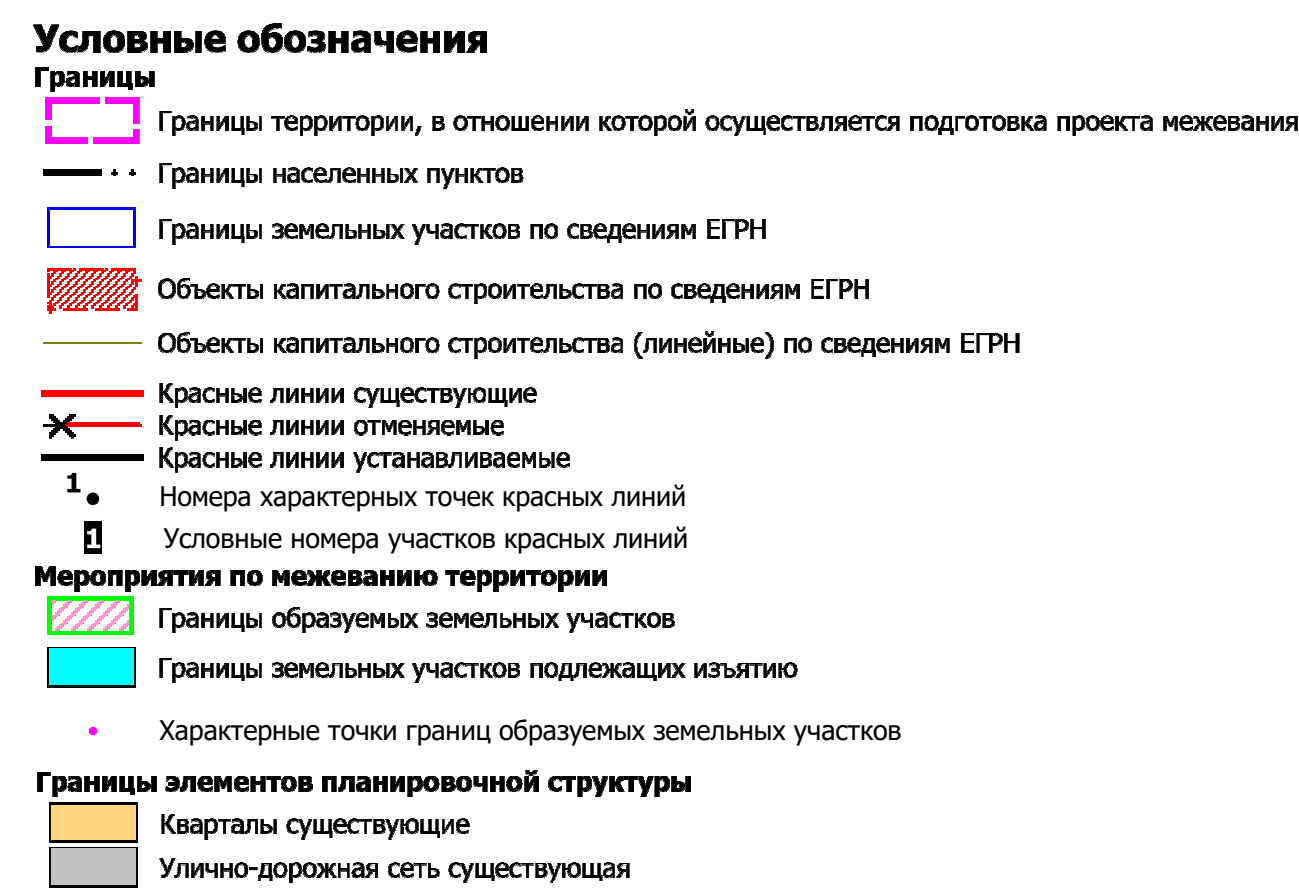 Условные обозначения
Границы
Границы территории, в отношении которой осуществляется подготовка проекта межевания
Границы населенных пунктов
Границы земельных участков по сведениям ЕГРН
Объекты капитального строительства по сведениям ЕГРН
Объекты капитального строительства (линейные) по сведениям ЕГРН
Красные линии существующие
Красные линии отменяемые
Красные линии устанавливаемые
1 Номера характерных точек красных линий
1 Условные номера участков красных линий
Мероприятия по межеванию территории
Границы образуемых земельных участков
Границы земельных участков подлежащих изъятию
Характерные точки границ образуемых земельных участков
Границы элементов планировочной структуры
Кварталы существующие
Улично-дорожная сеть существующая